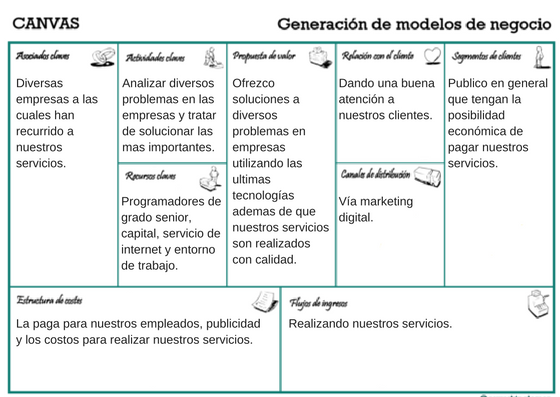 CANVAS
Generación de modelos de negocio
Asociados claves
Diversas
empresas a las
cuales han
recurrido a
nuestros
servicios.
Actividades claves
Analizar diversos
problemas en las
empresas y tratar
de solucionar las
mas importantes.
Recursos claves
Programadores de
grado senior,
capital, servicio de
internet y entorno
de trabajo.
Propuesta de valor
Ofrezco
soluciones a
diversos
problemas en
empresas
utilizando las
ultimas
tecnologías
ademas de que
nuestros servicios
son realizados
con calidad.
Relación con el cliente
Dando una buena
atención a
nuestros clientes.
Canales de distribución
Vía marketing
digital.
Segmentos de clientes
Publico en general
que tengan la
posibilidad
económica de
pagar nuestros
servicios.
Estructura de costes
La paga para nuestros empleados, publicidad
y los costos para realizar nuestros servicios.
Flujos de ingresos
Realizando nuestros servicios.